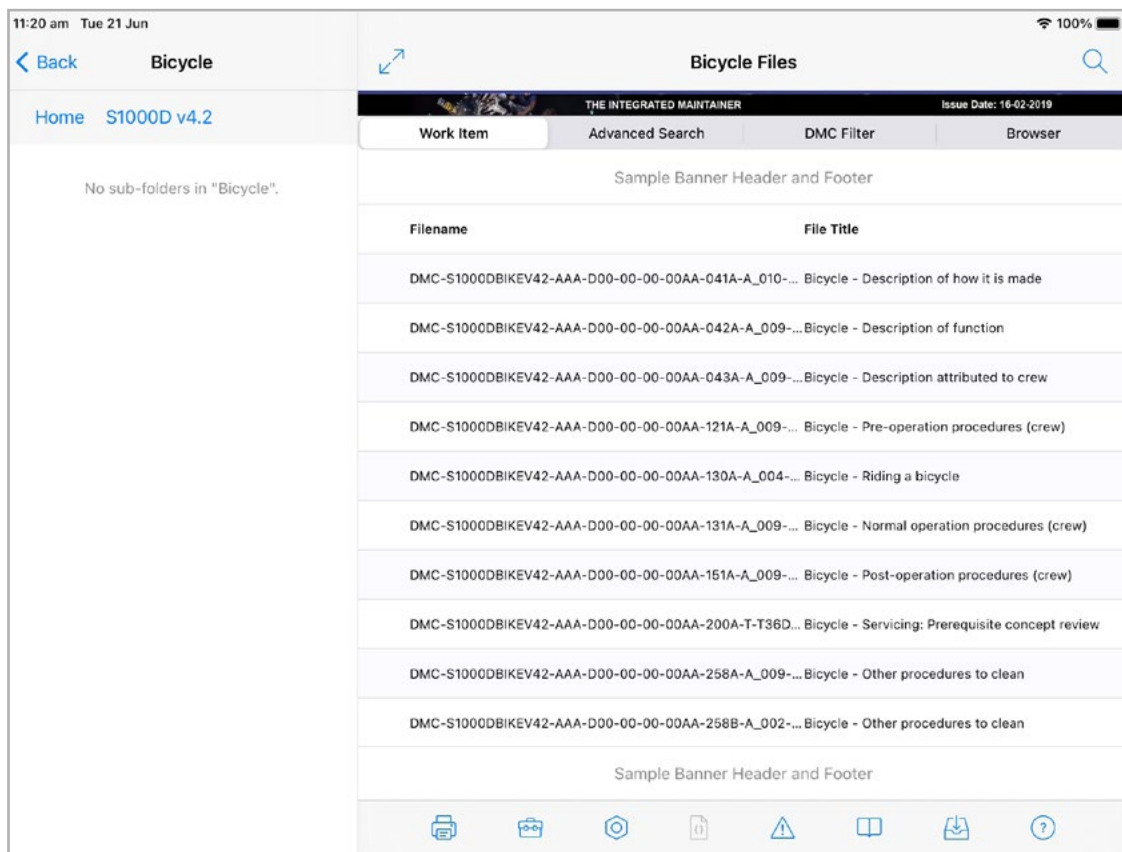 11:20 am Tue 21 Jun
100%
Back
Bicycle
Bicycle Files
Home S1000D v4.2
No sub-folders in "Bicycle".
THE INTEGRATED MAINTAINER
Issue Date: 16-02-2019
Work Item
Advanced Search
DMC Filter
Browser
Sample Banner Header and Footer
Filename File Title
DMC-S1000DBIKEV42-AAA-D00-00-00-00AA-041A-A_010-... Bicycle - Description of how it is made
DMC-S1000DBIKEV42-AAA-D00-00-00-00AA-042A-A_009-... Bicycle - Description of function
DMC-S1000DBIKEV42-AAA-D00-00-00-00AA-043A-A_009-... Bicycle - Description attributed to crew
DMC-S1000DBIKEV42-AAA-D00-00-00-00AA-121A-A_009-... Bicycle - Pre-operation procedures (crew)
DMC-S1000DBIKEV42-AAA-D00-00-00-00AA-130A-A_004-... Bicycle - Riding a bicycle
DMC-S1000DBIKEV42-AAA-D00-00-00-00AA-131A-A_009-... Bicycle - Normal operation procedures (crew)
DMC-S1000DBIKEV42-AAA-D00-00-00-00AA-151A-A_009-... Bicycle - Post-operation procedures (crew)
DMC-S1000DBIKEV42-AAA-D00-00-00-00AA-200A-T-T36D... Bicycle - Servicing: Prerequisite concept review
DMC-S1000DBIKEV42-AAA-D00-00-00-00AA-258A-A_009-... Bicycle - Other procedures to clean
DMC-S1000DBIKEV42-AAA-D00-00-00-00AA-258B-A_002-... Bicycle - Other procedures to clean
Sample Banner Header and Footer